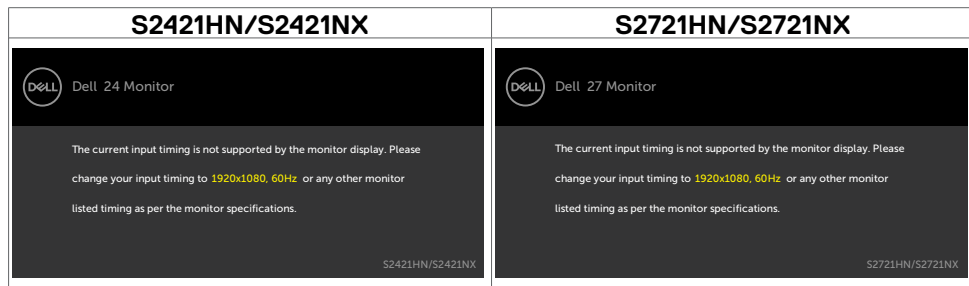 S2421HN/S2421NX
S2721HN/S2721NX
DELL
Dell 24 Monitor
The current input timing is not supported by the monitor display. Please
change your input timing to 1920x1080, 60Hz or any other monitor
listed timing as per the monitor specifications.
S2421HN/S2421NX
DELL
Dell 27 Monitor
The current input timing is not supported by the monitor display. Please
change your input timing to 1920x1080, 60Hz or any other monitor
listed timing as per the monitor specifications.
S2721HN/S2721NX